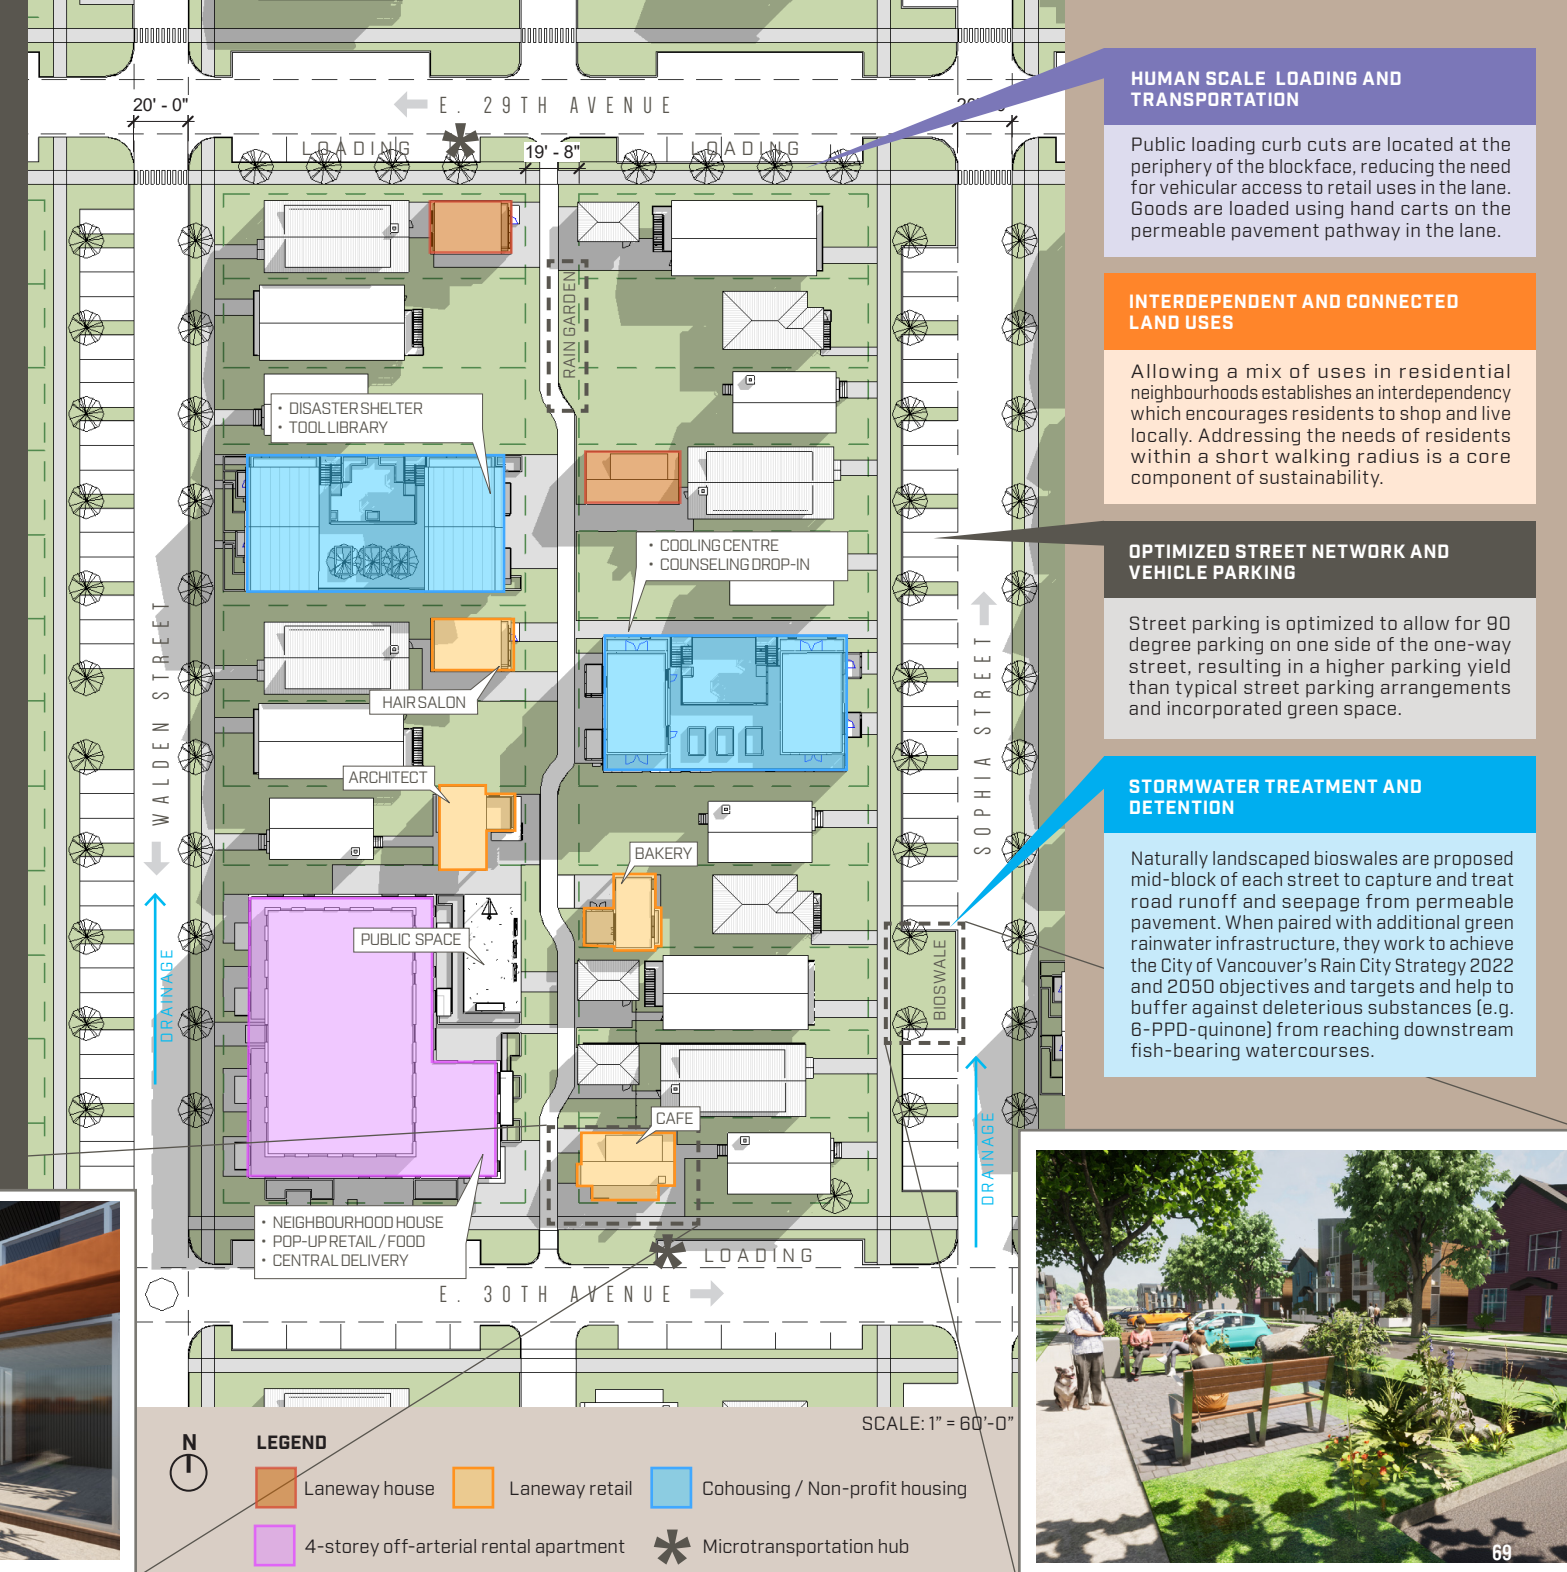 20' - 0"
E. 29TH AVENUE
LOADING
19' - 8"
LOADING
RAIN GARDEN
• DISASTER SHELTER
• TOOL LIBRARY
• COOLING CENTRE
• COUNSELING DROP-IN
HAIR SALON
ARCHITECT
BAKERY
PUBLIC SPACE
WALDEN STREET
SOPHIA STREET
DRAINAGE
BIOSWALE
CAFE
DRAINAGE
• NEIGHBOURHOOD HOUSE
• POP-UP RETAIL / FOOD
• CENTRAL DELIVERY
LOADING
E. 30TH AVENUE
HUMAN SCALE LOADING AND
TRANSPORTATION
Public loading curb cuts are located at the
periphery of the blockface, reducing the need
for vehicular access to retail uses in the lane.
Goods are loaded using hand carts on the
permeable pavement pathway in the lane.
INTERDEPENDENT AND CONNECTED
LAND USES
Allowing a mix of uses in residential
neighbourhoods establishes an interdependency
which encourages residents to shop and live
locally. Addressing the needs of residents
within a short walking radius is a core
component of sustainability.
OPTIMIZED STREET NETWORK AND
VEHICLE PARKING
Street parking is optimized to allow for 90
degree parking on one side of the one-way
street, resulting in a higher parking yield
than typical street parking arrangements
and incorporated green space.
STORMWATER TREATMENT AND
DETENTION
Naturally landscaped bioswales are proposed
mid-block of each street to capture and treat
road runoff and seepage from permeable
pavement. When paired with additional green
rainwater infrastructure, they work to achieve
the City of Vancouver's Rain City Strategy 2022
and 2050 objectives and targets and help to
buffer against deleterious substances (e.g.
6-PPD-quinone) from reaching downstream
fish-bearing watercourses.
SCALE: 1" = 60'-0"
N
LEGEND
Laneway house
Laneway retail
Cohousing / Non-profit housing
4-storey off-arterial rental apartment
Microtransportation hub
69